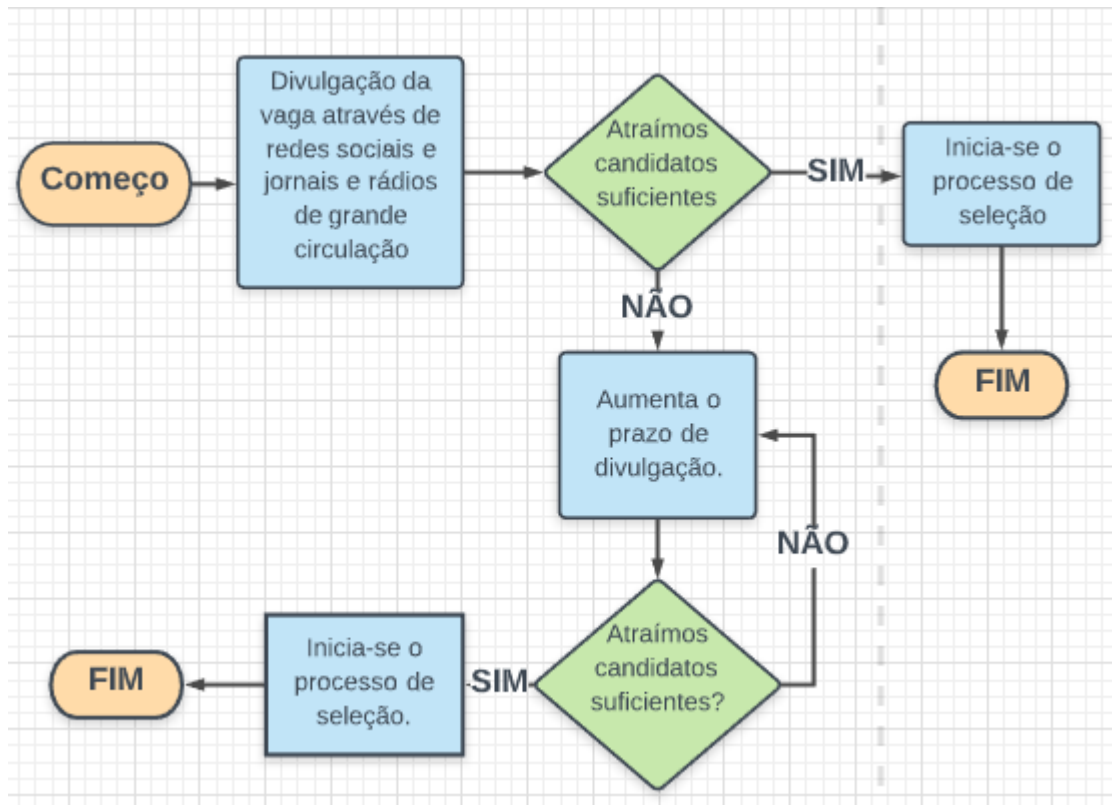 Começo
Divulgação da
vaga através de
redes sociais e
jornais e rádios
de grande
circulação
Atraímos
candidatos
suficientes
SIM
Inicia-se o
processo de
seleção
FIM
NÃO
Aumenta o
prazo de
divulgação.
NÃO
Atraímos
candidatos
suficientes?
SIM
Inicia-se o
processo de
seleção.
FIM